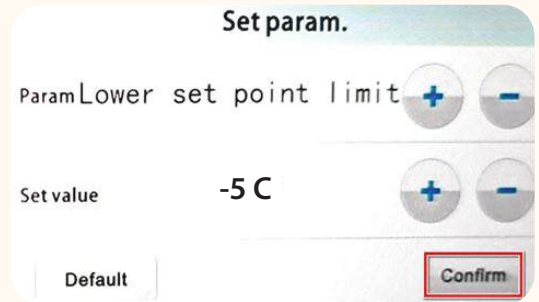 Set param.
Param Lower set point limit + −
Set value -5 C + −
Default Confirm